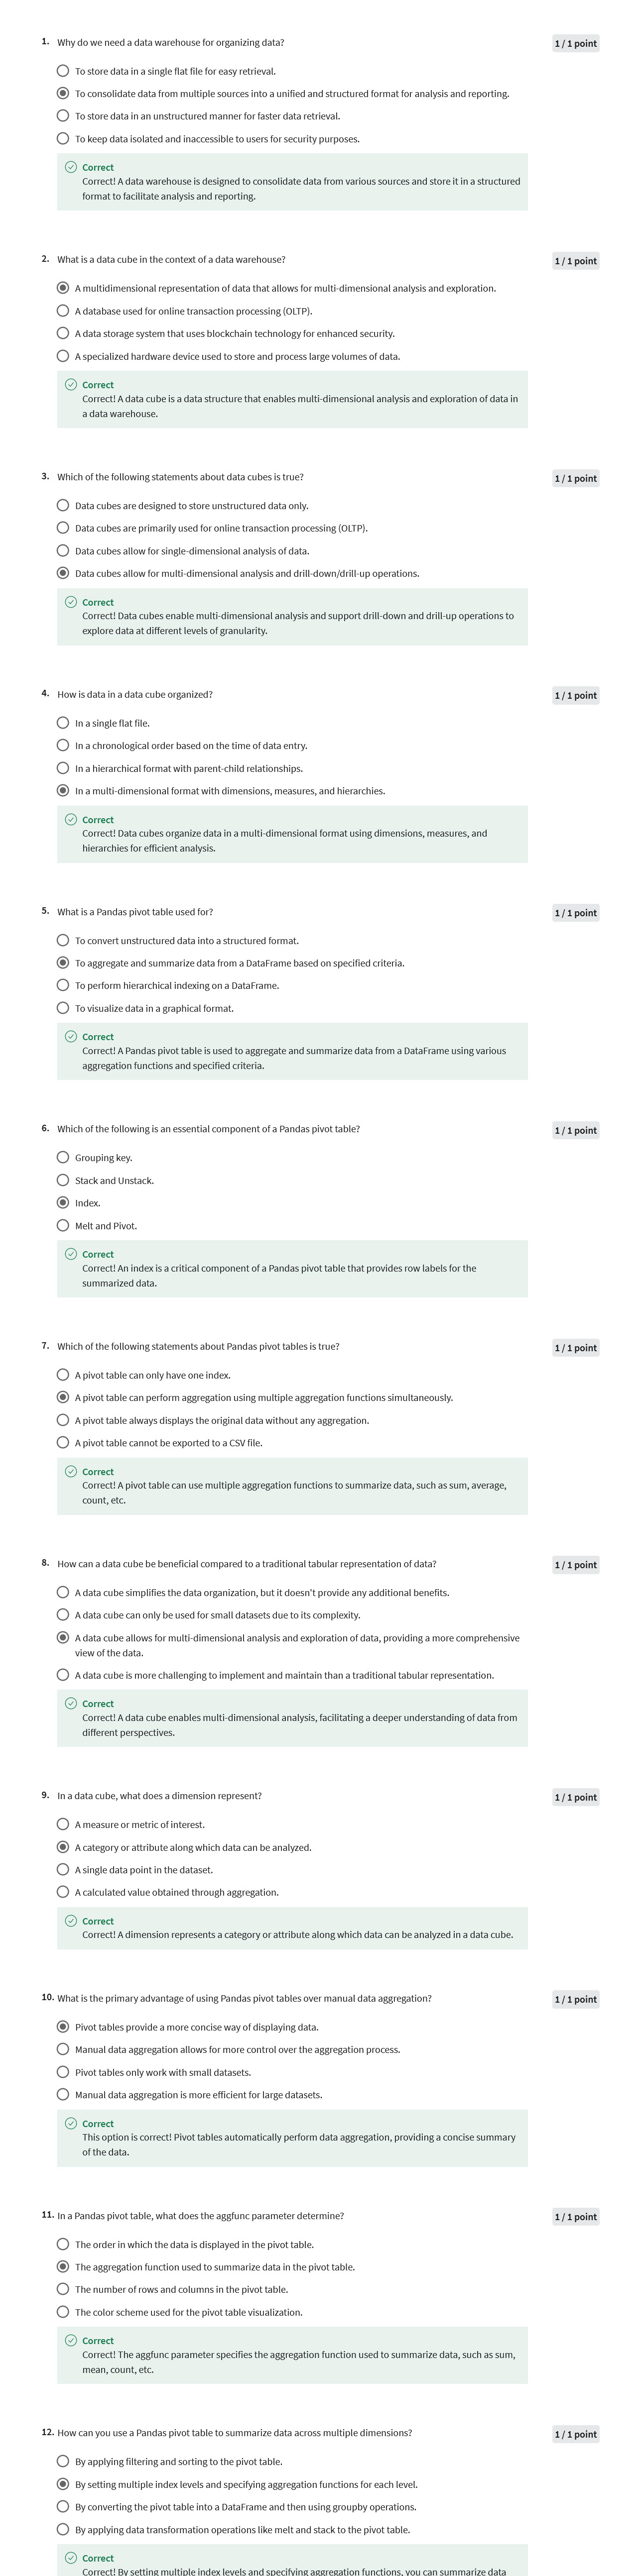 1. Why do we need a data warehouse for organizing data?
1 / 1 point
To store data in a single flat file for easy retrieval.
To consolidate data from multiple sources into a unified and structured format for analysis and reporting.
To store data in an unstructured manner for faster data retrieval.
To keep data isolated and inaccessible to users for security purposes.
Correct
Correct! A data warehouse is designed to consolidate data from various sources and store it in a structured
format to facilitate analysis and reporting.
2. What is a data cube in the context of a data warehouse?
1 / 1 point
A multidimensional representation of data that allows for multi-dimensional analysis and exploration.
A database used for online transaction processing (OLTP).
A data storage system that uses blockchain technology for enhanced security.
A specialized hardware device used to store and process large volumes of data.
Correct
Correct! A data cube is a data structure that enables multi-dimensional analysis and exploration of data in
a data warehouse.
3. Which of the following statements about data cubes is true?
1 / 1 point
Data cubes are designed to store unstructured data only.
Data cubes are primarily used for online transaction processing (OLTP).
Data cubes allow for single-dimensional analysis of data.
Data cubes allow for multi-dimensional analysis and drill-down/drill-up operations.
Correct
Correct! Data cubes enable multi-dimensional analysis and support drill-down and drill-up operations to
explore data at different levels of granularity.
4. How is data in a data cube organized?
1 / 1 point
In a single flat file.
In a chronological order based on the time of data entry.
In a hierarchical format with parent-child relationships.
In a multi-dimensional format with dimensions, measures, and hierarchies.
Correct
Correct! Data cubes organize data in a multi-dimensional format using dimensions, measures, and
hierarchies for efficient analysis.
5. What is a Pandas pivot table used for?
1 / 1 point
To convert unstructured data into a structured format.
To aggregate and summarize data from a DataFrame based on specified criteria.
To perform hierarchical indexing on a DataFrame.
To visualize data in a graphical format.
Correct
Correct! A Pandas pivot table is used to aggregate and summarize data from a DataFrame using various
aggregation functions and specified criteria.
6. Which of the following is an essential component of a Pandas pivot table?
1 / 1 point
Grouping key.
Stack and Unstack.
Index.
Melt and Pivot.
Correct
Correct! An index is a critical component of a Pandas pivot table that provides row labels for the
summarized data.
7. Which of the following statements about Pandas pivot tables is true?
1 / 1 point
A pivot table can only have one index.
A pivot table can perform aggregation using multiple aggregation functions simultaneously.
A pivot table always displays the original data without any aggregation.
A pivot table cannot be exported to a CSV file.
Correct
Correct! A pivot table can use multiple aggregation functions to summarize data, such as sum, average,
count, etc.
8. How can a data cube be beneficial compared to a traditional tabular representation of data?
1 / 1 point
A data cube simplifies the data organization, but it doesn't provide any additional benefits.
A data cube can only be used for small datasets due to its complexity.
A data cube allows for multi-dimensional analysis and exploration of data, providing a more comprehensive
view of the data.
A data cube is more challenging to implement and maintain than a traditional tabular representation.
Correct
Correct! A data cube enables multi-dimensional analysis, facilitating a deeper understanding of data from
different perspectives.
9. In a data cube, what does a dimension represent?
1 / 1 point
A measure or metric of interest.
A category or attribute along which data can be analyzed.
A single data point in the dataset.
A calculated value obtained through aggregation.
Correct
Correct! A dimension represents a category or attribute along which data can be analyzed in a data cube.
10. What is the primary advantage of using Pandas pivot tables over manual data aggregation?
1 / 1 point
Pivot tables provide a more concise way of displaying data.
Manual data aggregation allows for more control over the aggregation process.
Pivot tables only work with small datasets.
Manual data aggregation is more efficient for large datasets.
Correct
This option is correct! Pivot tables automatically perform data aggregation, providing a concise summary
of the data.
11. In a Pandas pivot table, what does the aggfunc parameter determine?
1 / 1 point
The order in which the data is displayed in the pivot table.
The aggregation function used to summarize data in the pivot table.
The number of rows and columns in the pivot table.
The color scheme used for the pivot table visualization.
Correct
Correct! The aggfunc parameter specifies the aggregation function used to summarize data, such as sum,
mean, count, etc.
12. How can you use a Pandas pivot table to summarize data across multiple dimensions?
1 / 1 point
By applying filtering and sorting to the pivot table.
By setting multiple index levels and specifying aggregation functions for each level.
By converting the pivot table into a DataFrame and then using groupby operations.
By applying data transformation operations like melt and stack to the pivot table.
Correct
Correct! By setting multiple index levels and specifying aggregation functions, you can summarize data